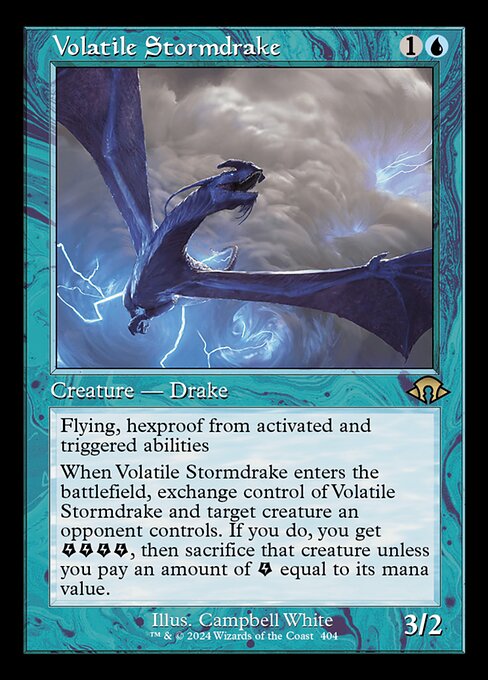 Volatile Stormdrake 1
Creature — Drake
Flying, hexproof from activated and
triggered abilities
When Volatile Stormdrake enters the
battlefield, exchange control of Volatile
Stormdrake and target creature an
opponent controls. If you do, you get
, then sacrifice that creature unless
you pay an amount of equal to its mana
value.
Illus. Campbell White
™ & © 2024 Wizards of the Coast 404
3/2